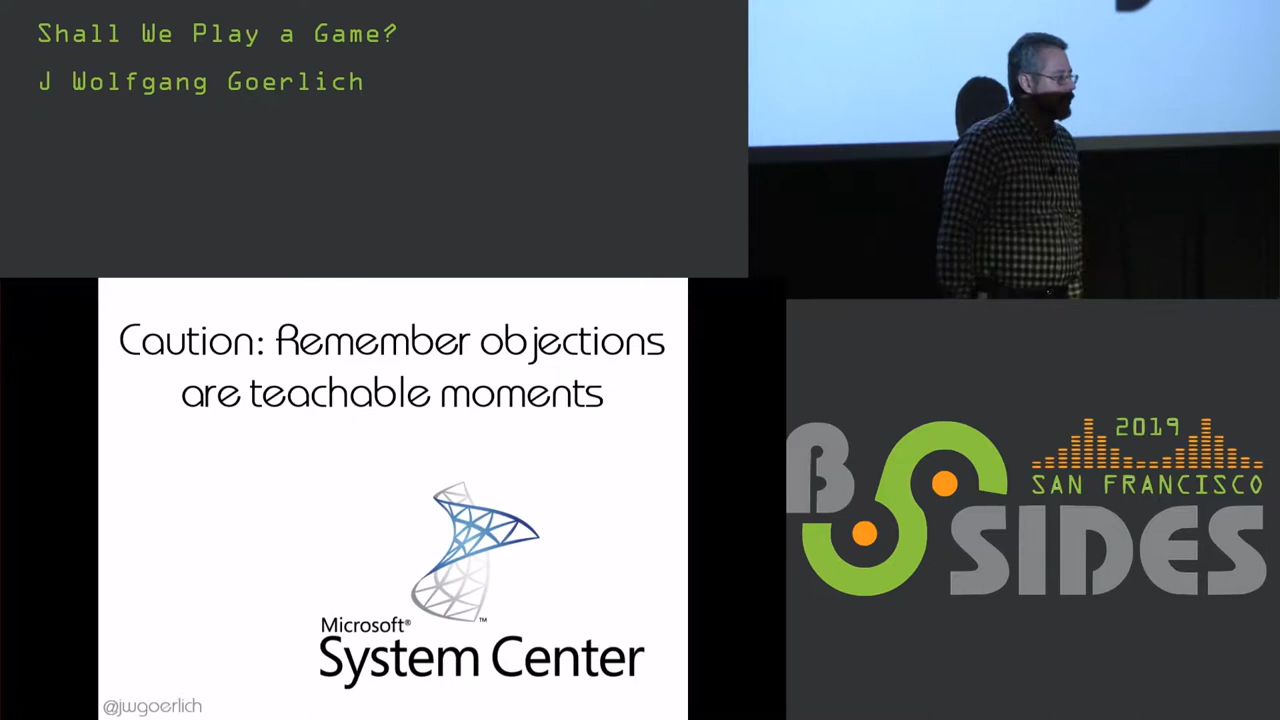 Shall We Play a Game?
J Wolfgang Goerlich
Caution: Remember objections
are teachable moments
Microsoft®
System Center™
@jwgoerlich
2019
SAN FRANCISCO
B
SIDES